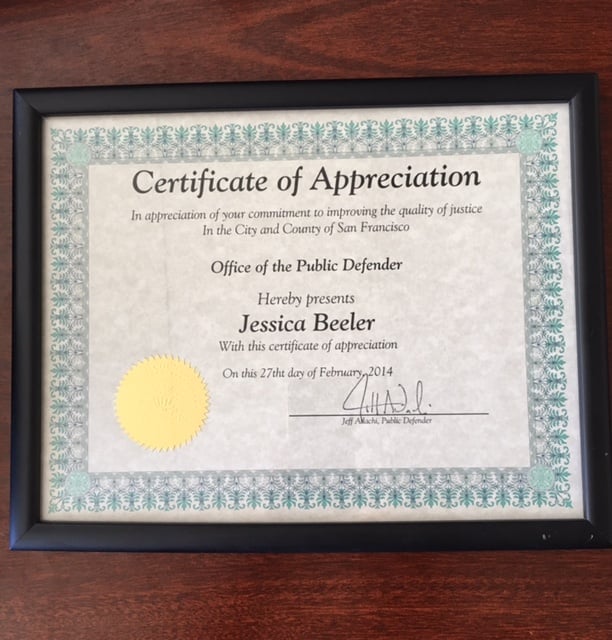 Certificate of Appreciation
In appreciation of your commitment to improving the quality of justice
In the City and County of San Francisco
Office of the Public Defender
Hereby presents
Jessica Beeler
With this certificate of appreciation
On this 27tht day of February, 2014
Jeff Adachi, Public Defender